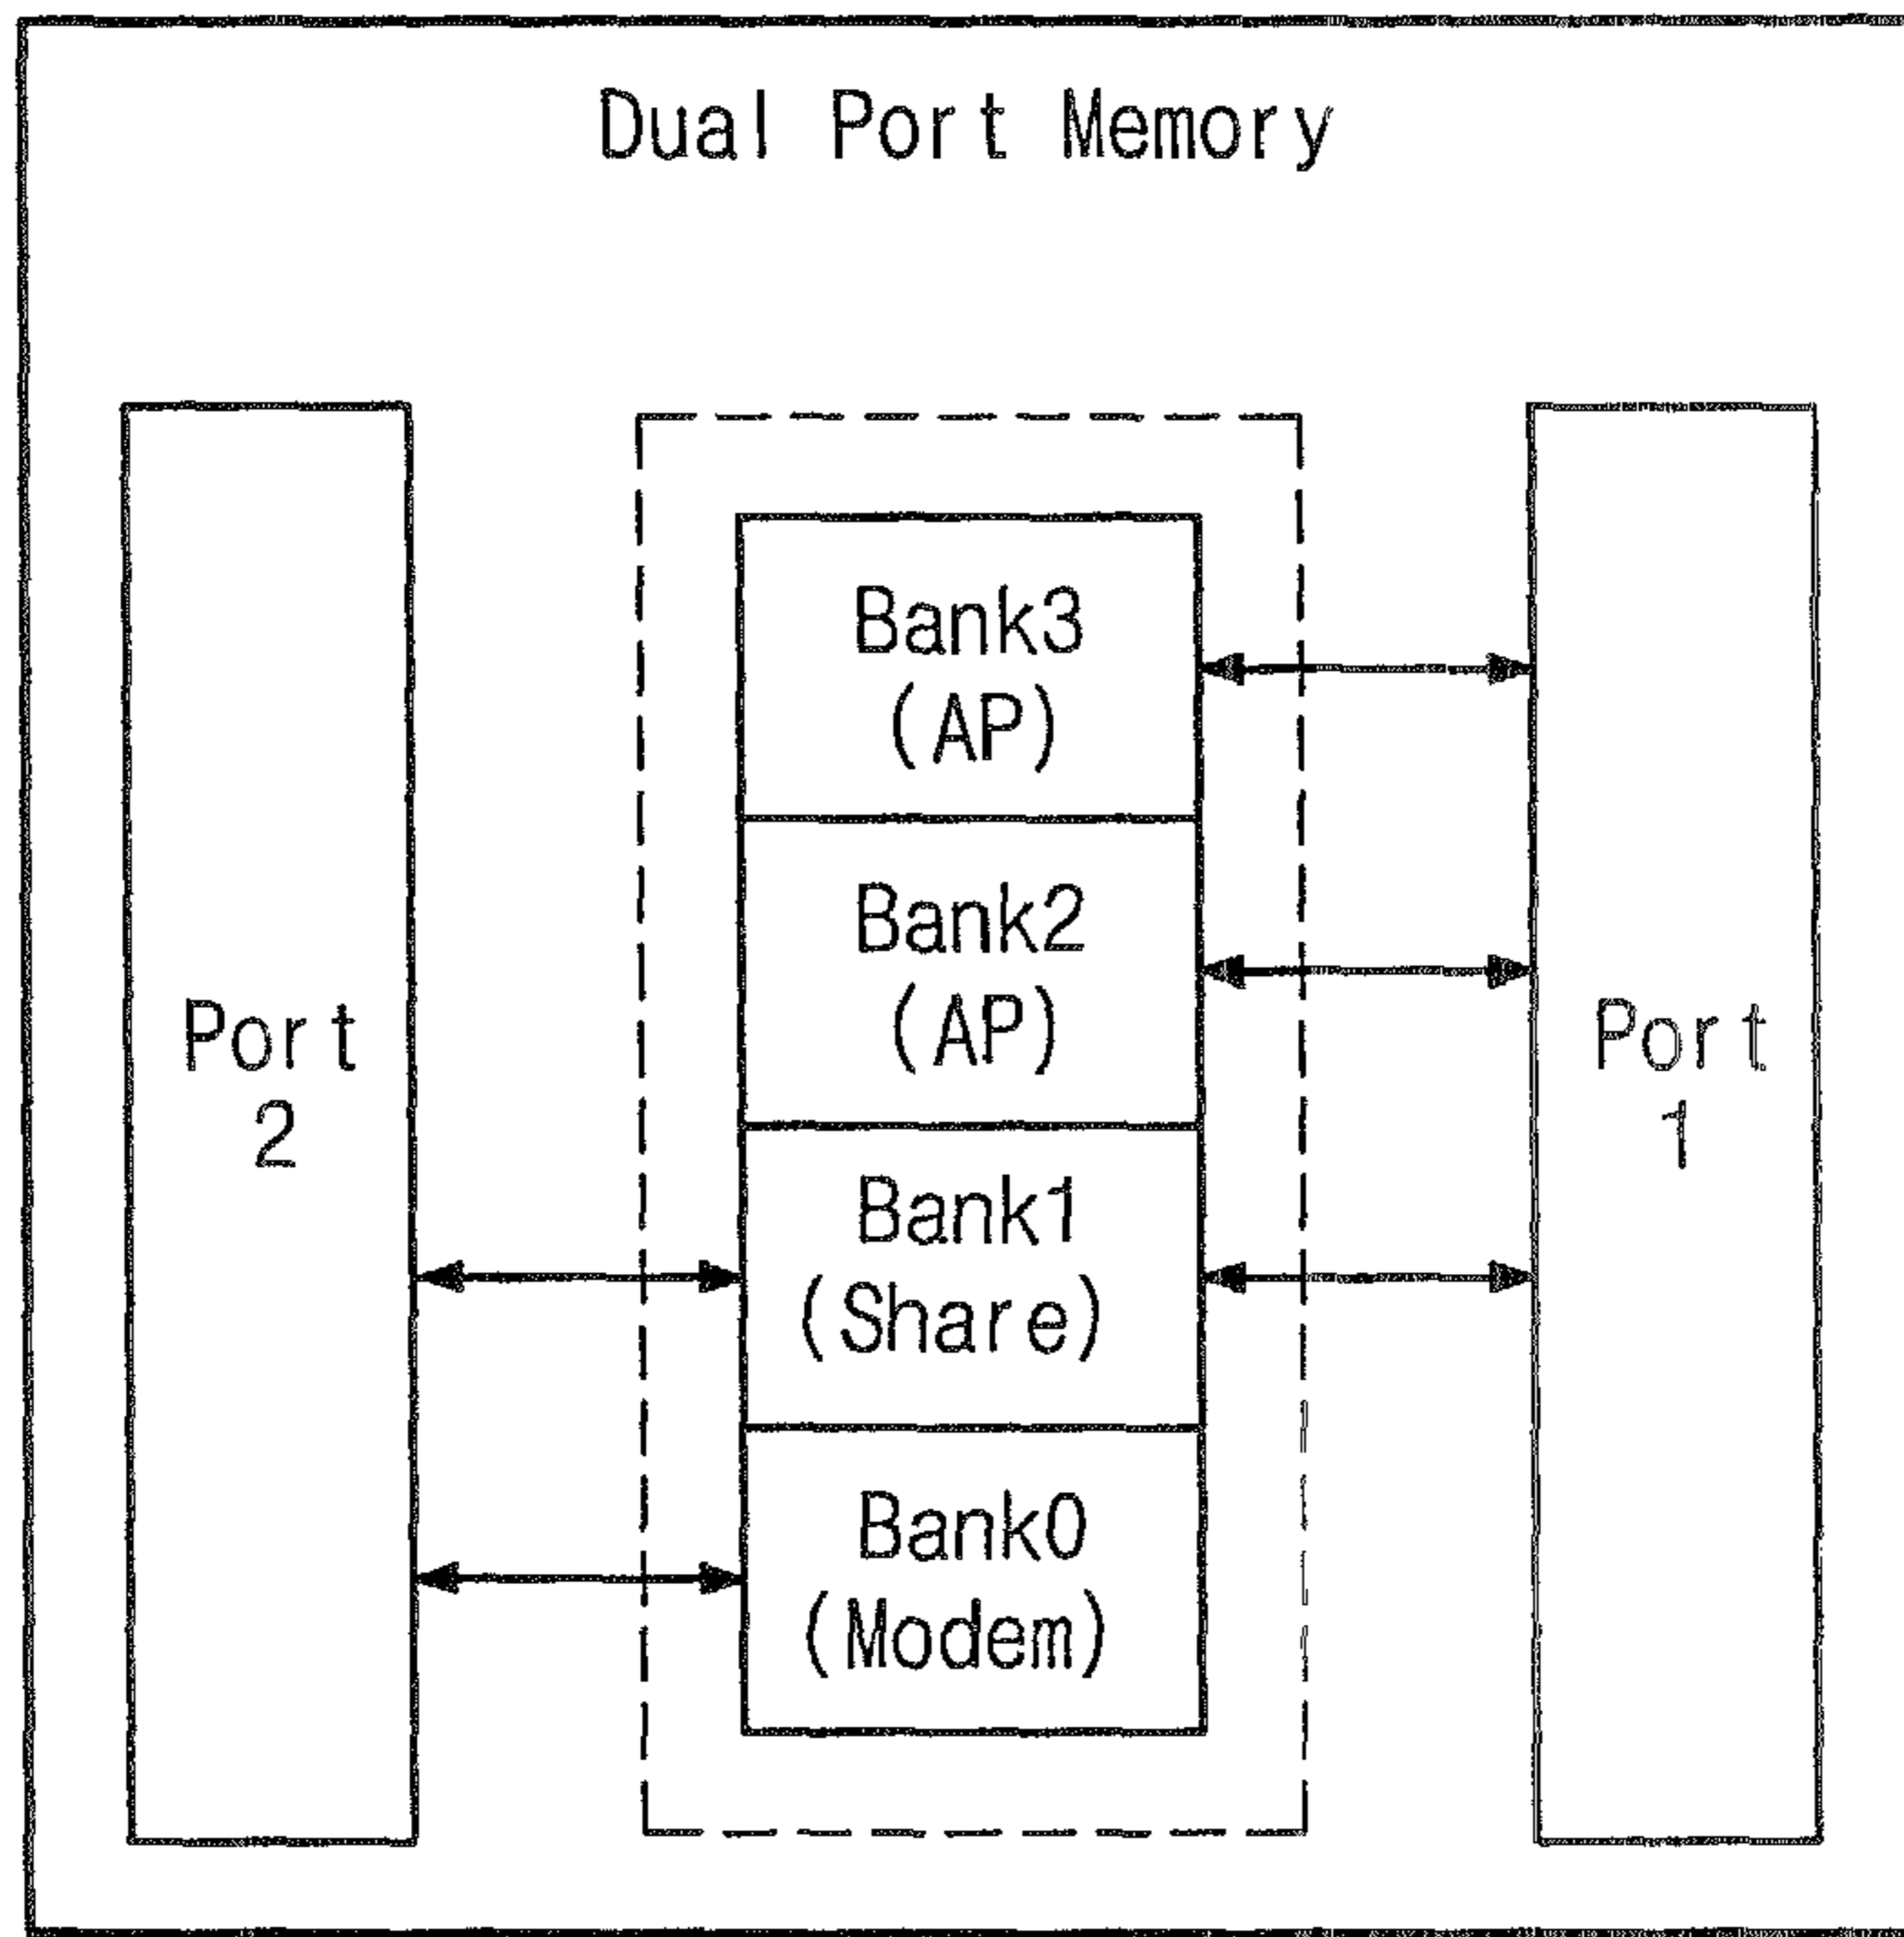 Dual Port Memory
Port
2
Bank3
(AP)
Bank2
(AP)
Bank1
(Share)
Bank0
(Modem)
Port
1